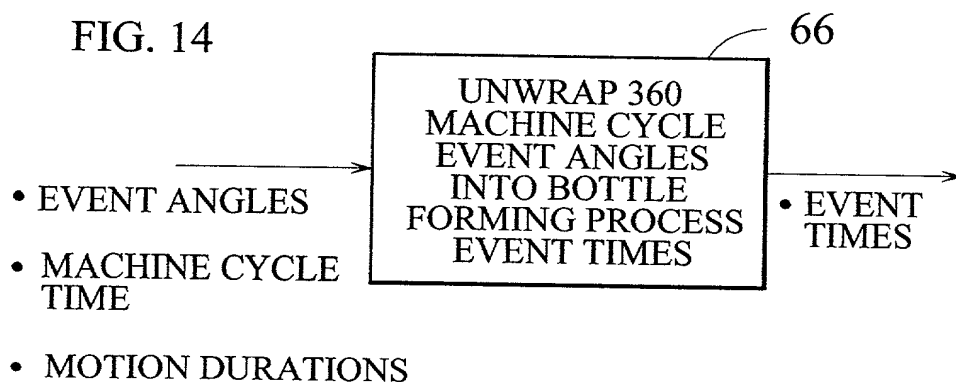 FIG. 14
66
UNWRAP 360
MACHINE CYCLE
EVENT ANGLES
INTO BOTTLE
FORMING PROCESS
EVENT TIMES
• EVENT ANGLES
• MACHINE CYCLE
TIME
• MOTION DURATIONS
• EVENT
TIMES